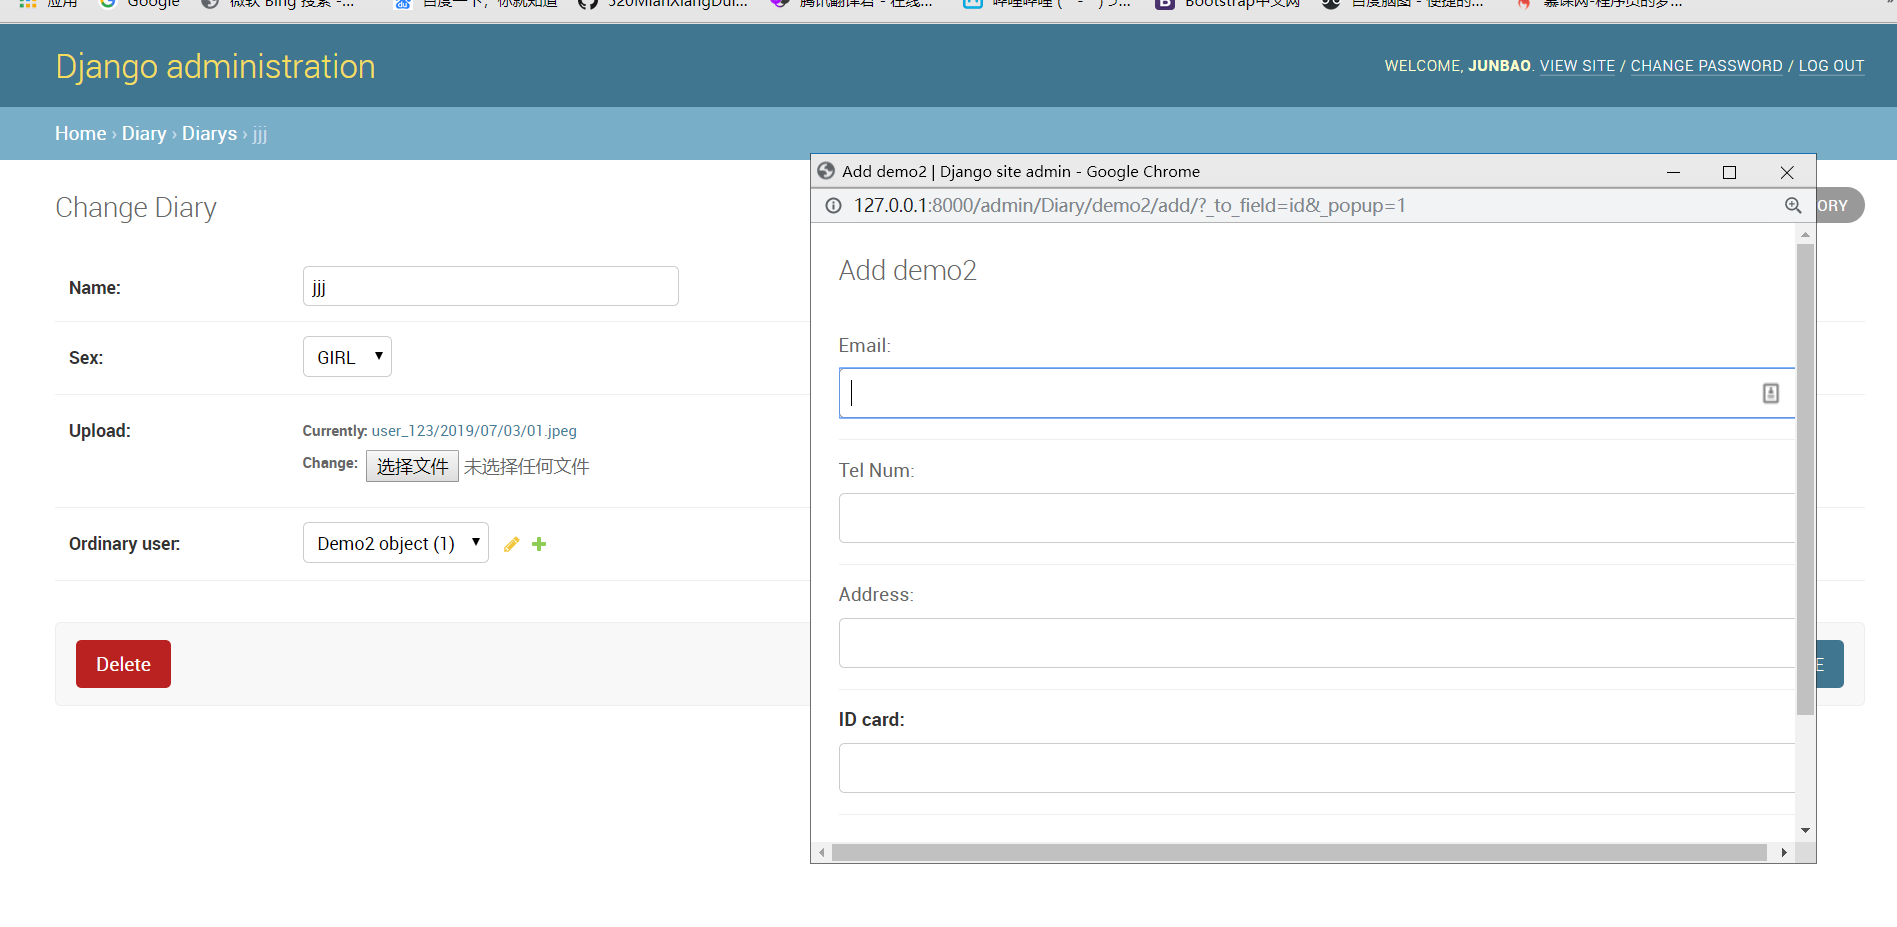 应用 Google 微软 Bing 搜索 -... 百度一下，你就知道 520MianXiangDui... 腾讯翻译君 - 在线... 哔哩哔哩 ( ゜- ゜)つ... Bootstrap中文网 百度脑图 - 便捷的... 慕课网-程序员的梦...
Django administration
WELCOME, JUNBAO. VIEW SITE / CHANGE PASSWORD / LOG OUT
Home › Diary › Diarys › jjj
Change Diary
ORY
Name: jjj
Sex: GIRL
Upload: Currently: user_123/2019/07/03/01.jpeg
Change: 选择文件 未选择任何文件
Ordinary user: Demo2 object (1)
Delete
E
Add demo2 | Django site admin - Google Chrome
127.0.0.1:8000/admin/Diary/demo2/add/?_to_field=id&_popup=1
Add demo2
Email:
Tel Num:
Address:
ID card: